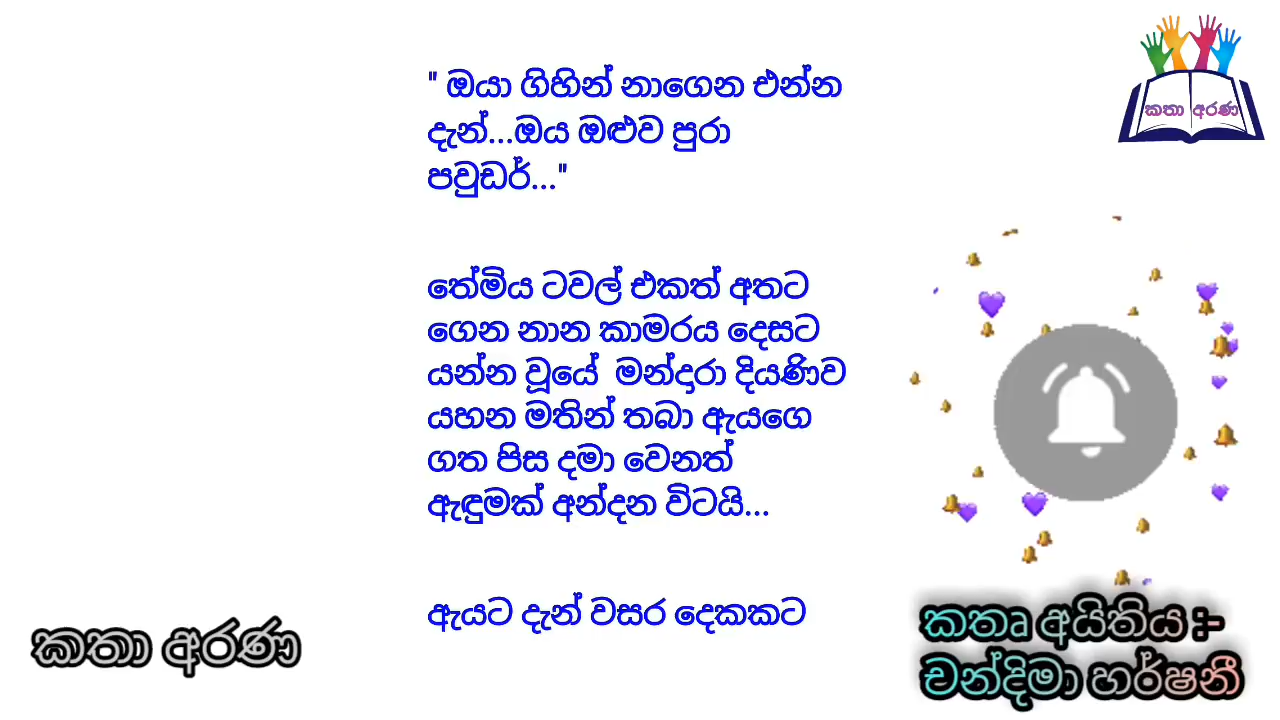 " ඔයා ගිහින් නාගෙන එන්න
දැන්...ඔය ඔළුව පුරා
පවුඩර්..."
තේමිය ටවල් එකත් අතට
ගෙන නාන කාමරය දෙසට
යන්න වූයේ  මන්දාරා දියණිව
යහන මතින් තබා ඇයගෙ
ගත පිස දමා වෙනත්
ඇඳුමක් අන්දන විටයි...
ඇයට දැන් වසර දෙකකට
කතා අරණ
කතා අරණ
කතෘ අයිතිය :-
චන්දිමා හර්ෂනී